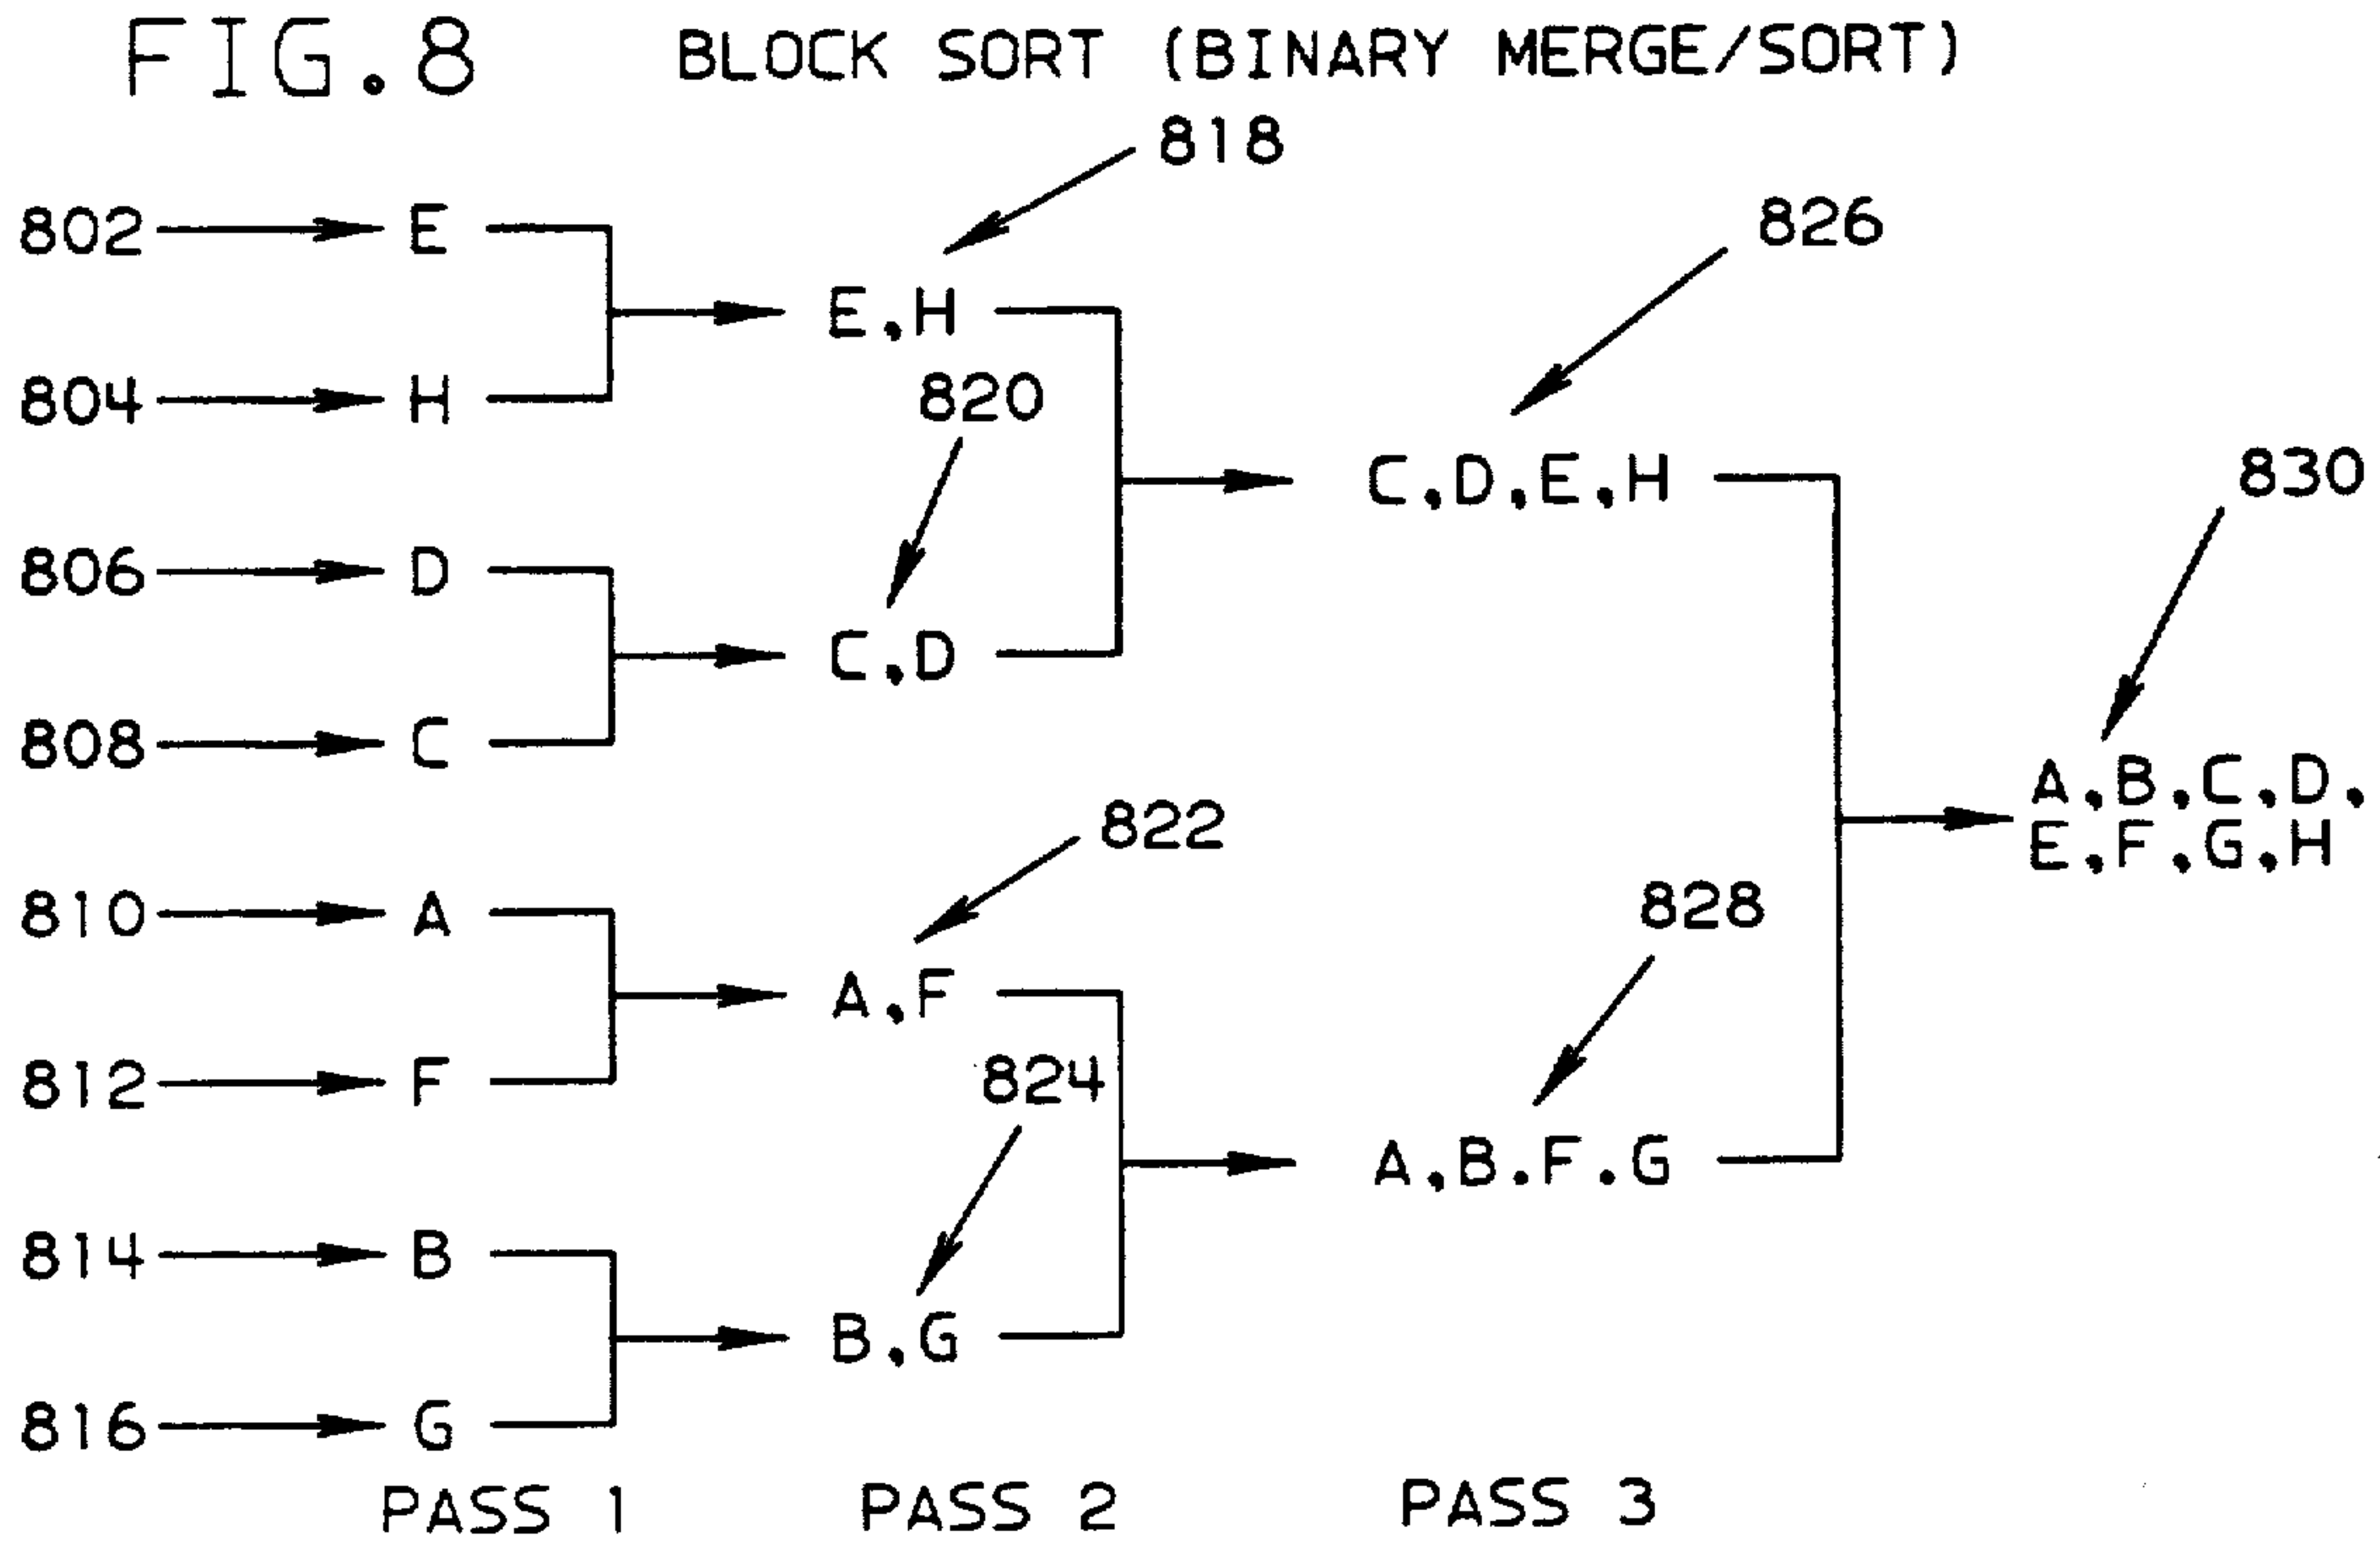 FIG.8 BLOCK SORT (BINARY MERGE/SORT)
818
826
802 E
E,H
804 H
820
C,D,E,H
830
806 D
C,D
808 C
A,B,C,D,
E,F,G,H
822
810 A
828
A,F
812 F
824
A,B.F.G
814 B
B,G
816 G
PASS 1 PASS 2 PASS 3